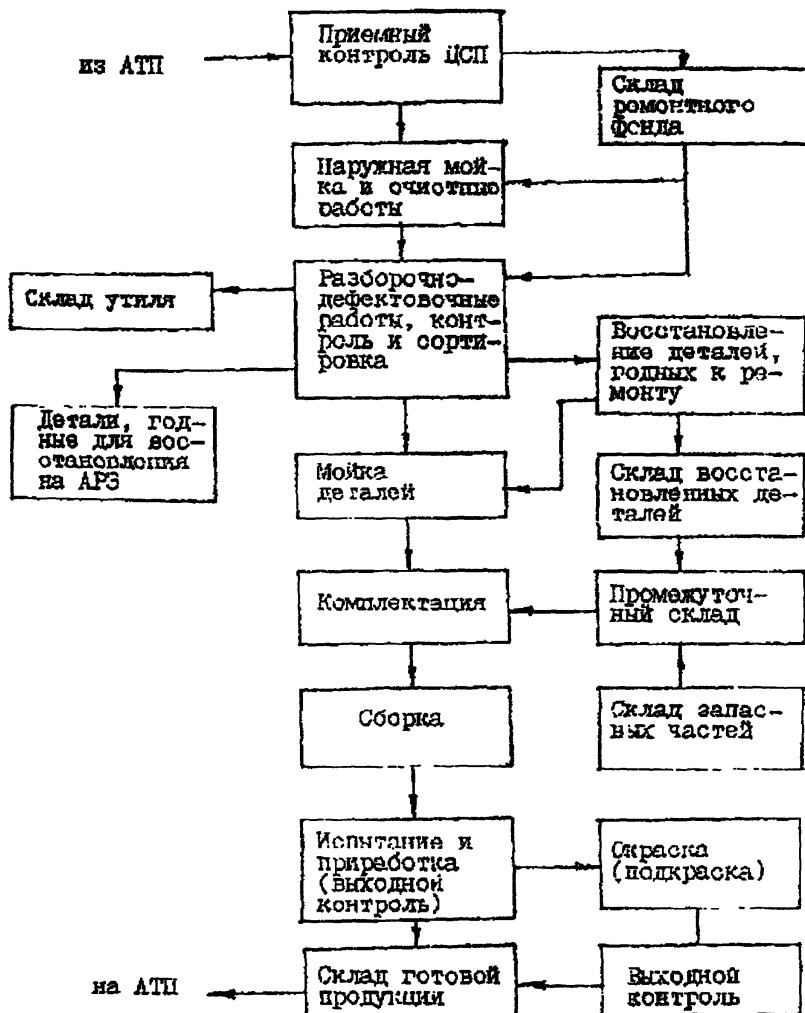 из АТП
Приемный
контроль ЦСП
Склад
ремонтного
фонда
Наружная мой-
ка и очистные
работы
Склад утиля
Разборочно-
дефектовочные
работы, конт-
роль и сорти-
ровка
Восстановле-
ние деталей,
годных к ре-
монту
Детали, год-
ные для вос-
становления
на АРЗ
Мойка
деталей
Склад восста-
новленных де-
талей
Комплектация
Промежуточ-
ный склад
Сборка
Склад запас-
ных частей
Испытание и
приработка
(выходной
контроль)
Окраска
(подкраска)
на АТП
Склад готовой
продукции
Выходной
контроль